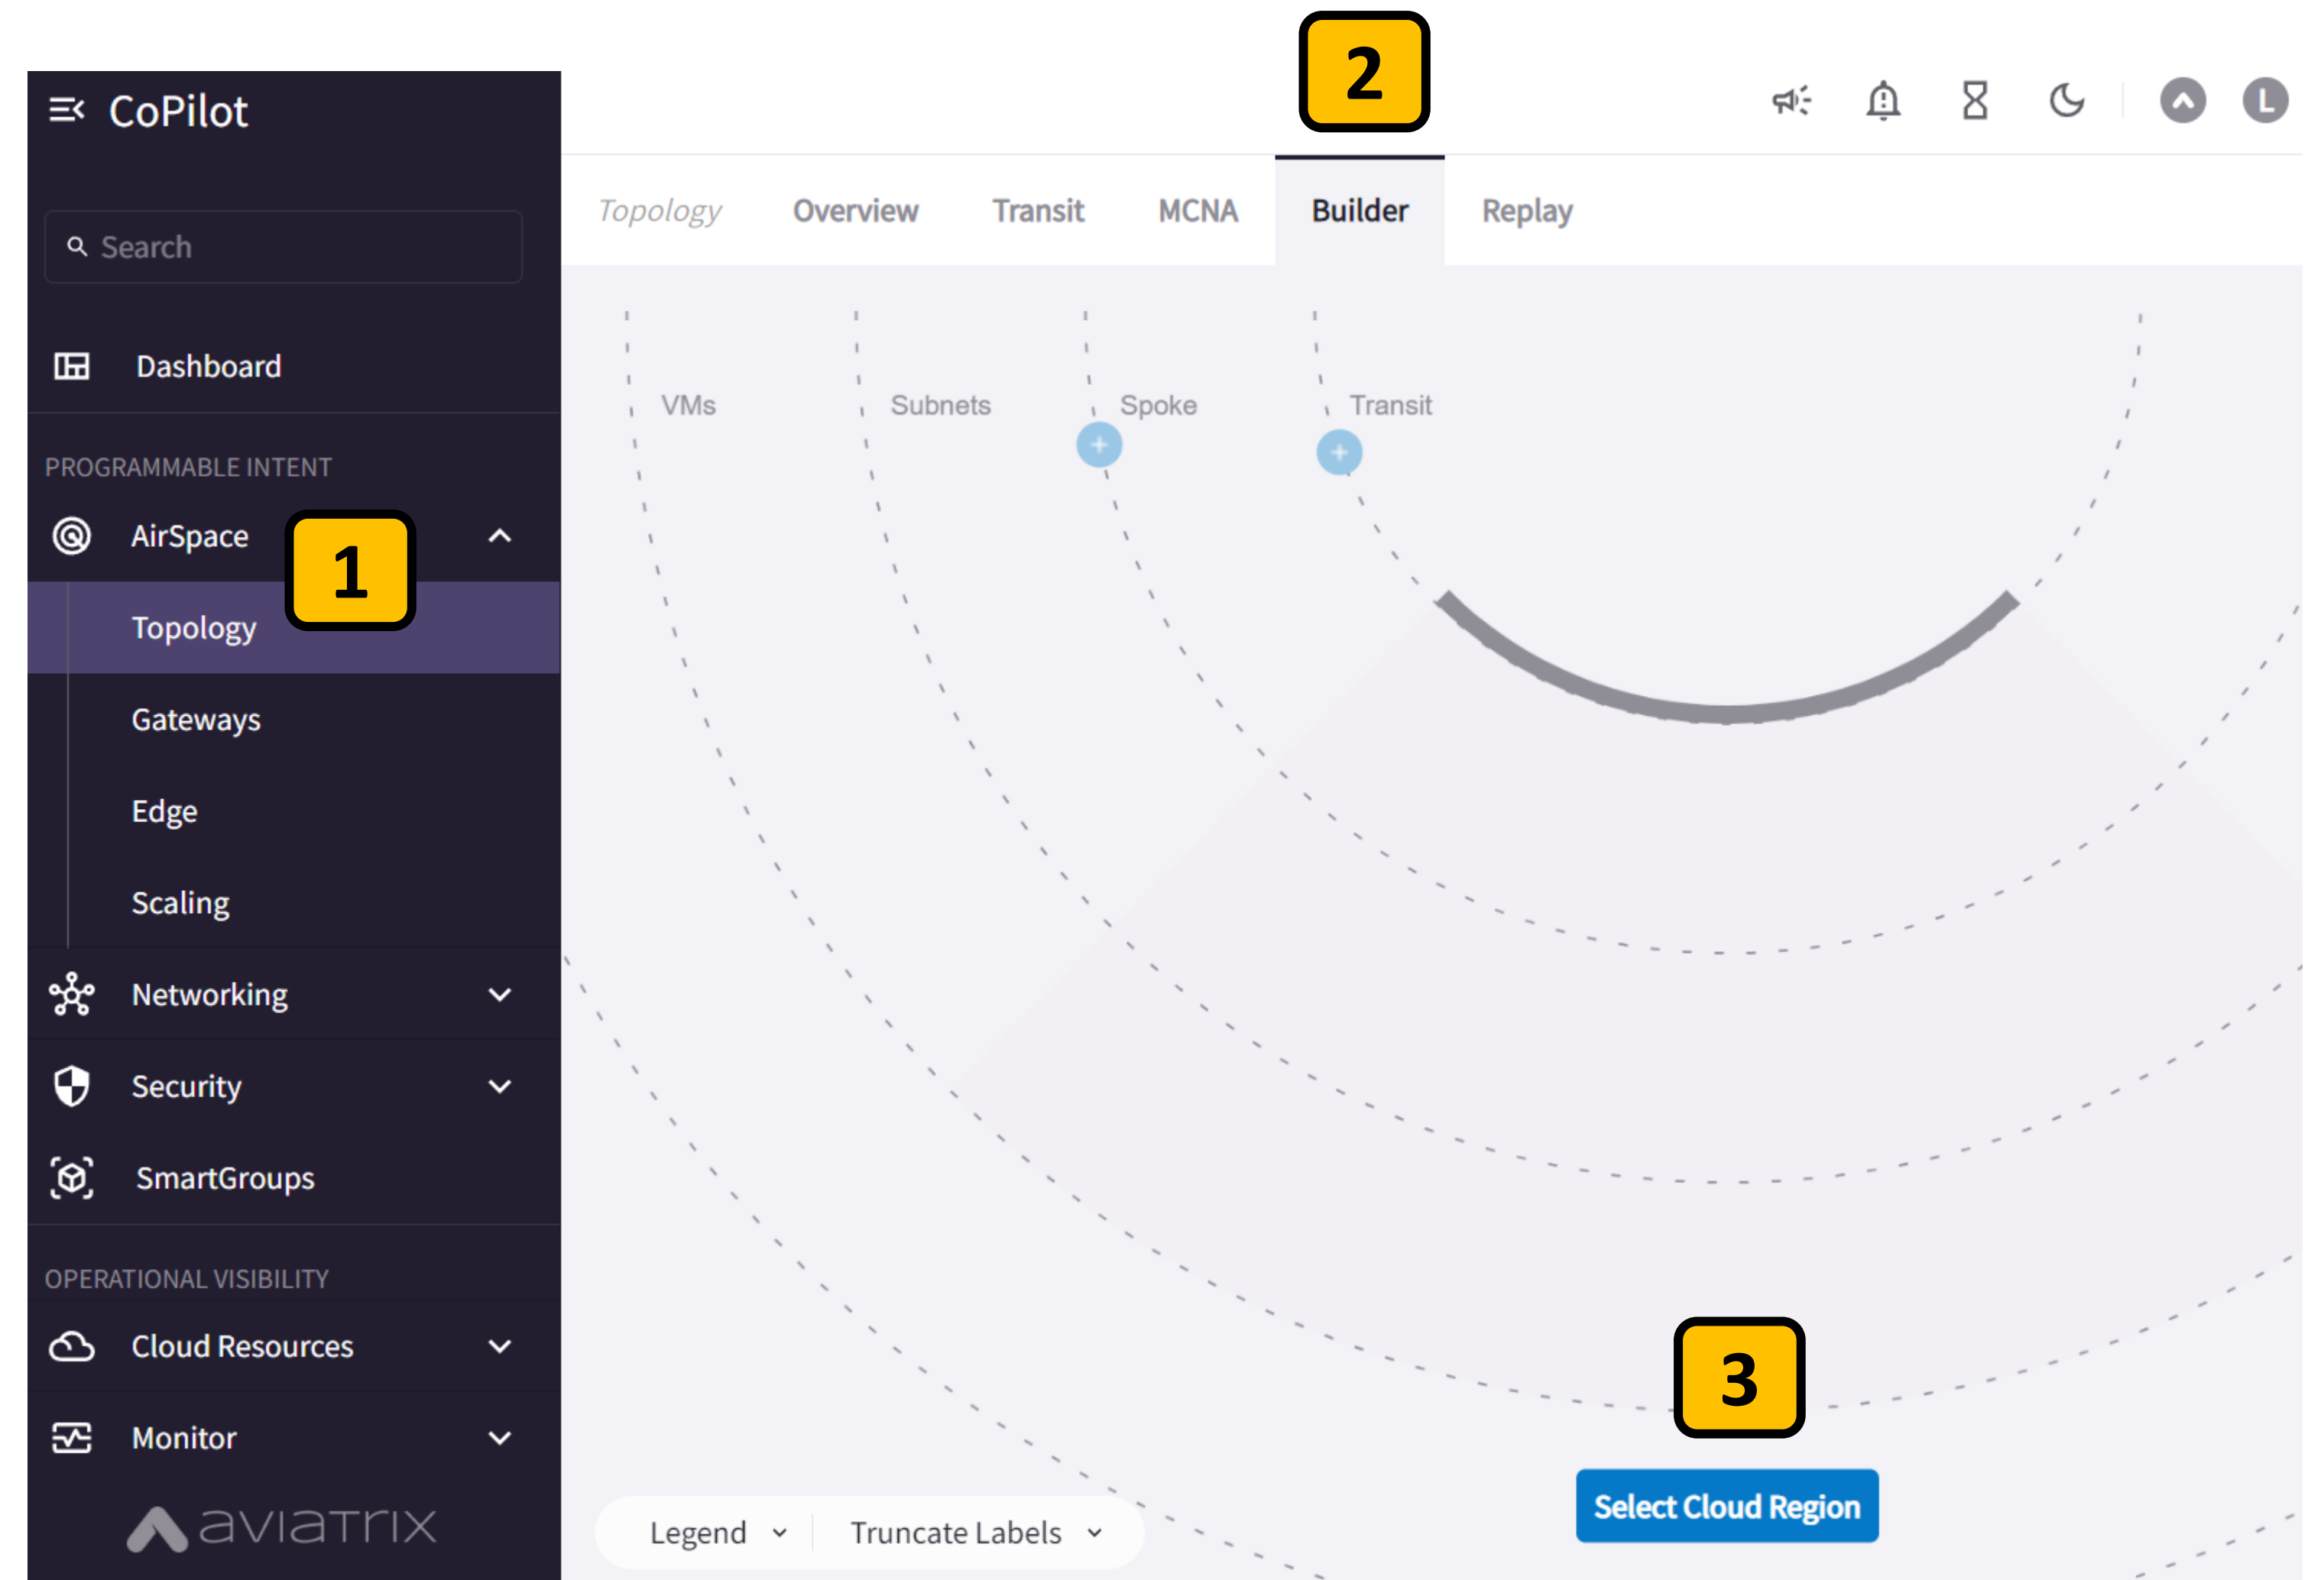 2
CoPilot
L
Topology Overview Transit MCNA Builder Replay
Search
Dashboard
VMs Subnets Spoke Transit
PROGRAMMABLE INTENT
AirSpace
1
Topology
Gateways
Edge
Scaling
Networking
Security
SmartGroups
OPERATIONAL VISIBILITY
Cloud Resources
3
Monitor
Select Cloud Region
aviatrix
Legend Truncate Labels